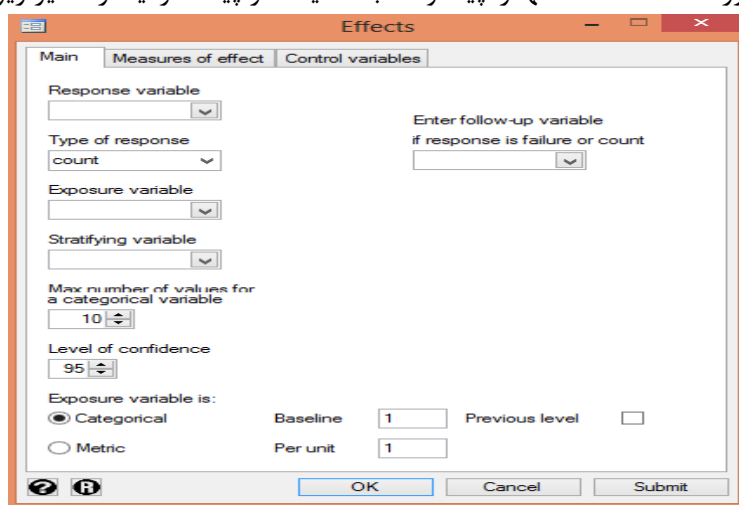 Effects
Main Measures of effect Control variables
Response variable
Enter follow-up variable
Type of response if response is failure or count
count
Exposure variable
Stratifying variable
Max number of values for
a categorical variable
10
Level of confidence
95
Exposure variable is:
Categorical Baseline 1 Previous level
Metric Per unit 1
OK Cancel Submit